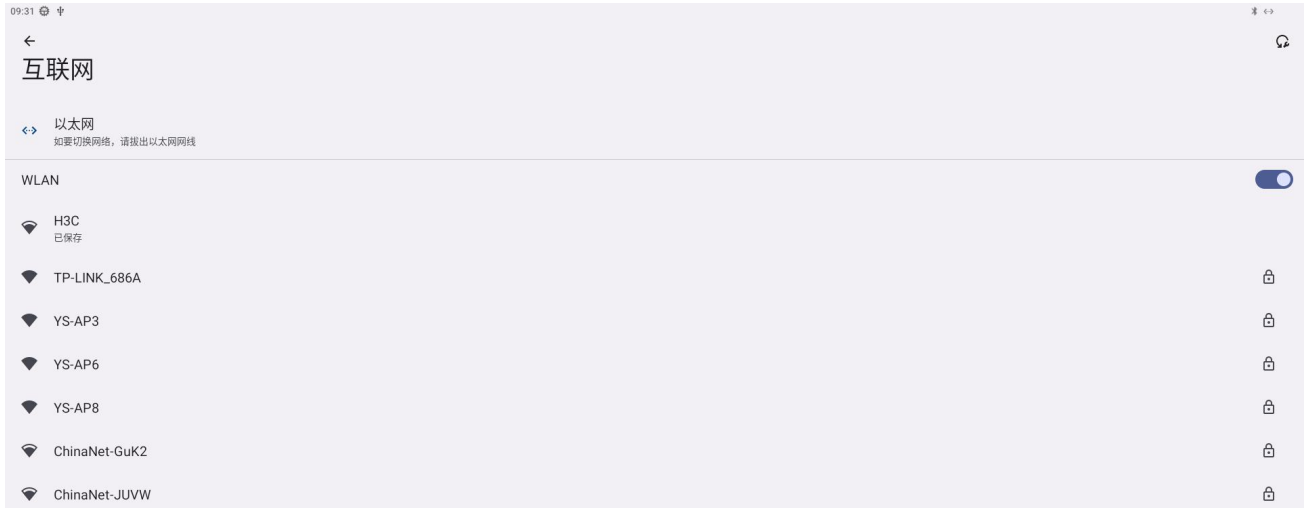 09:31
互联网
以太网
如要切换网络，请拔出以太网网线
WLAN
H3C
已保存
TP-LINK_686A
YS-AP3
YS-AP6
YS-AP8
ChinaNet-GuK2
ChinaNet-JUVW